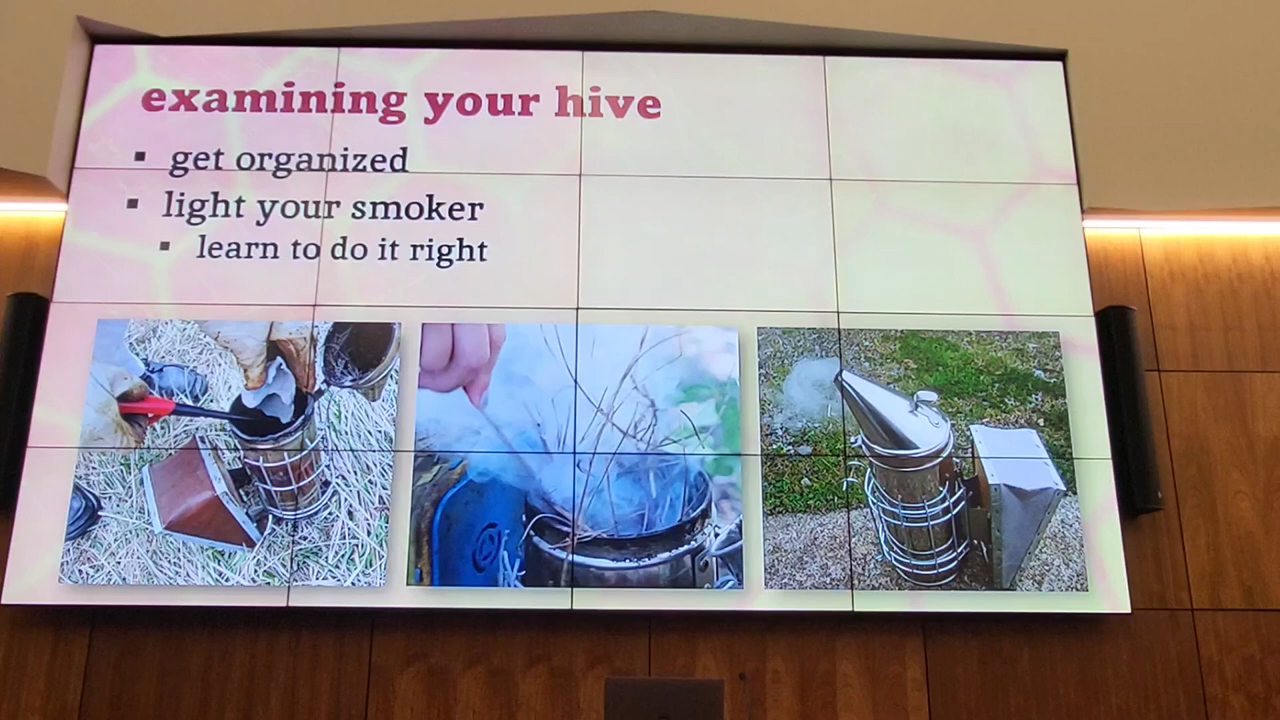 examining your hive
▪ get organized
▪ light your smoker
▪ learn to do it right